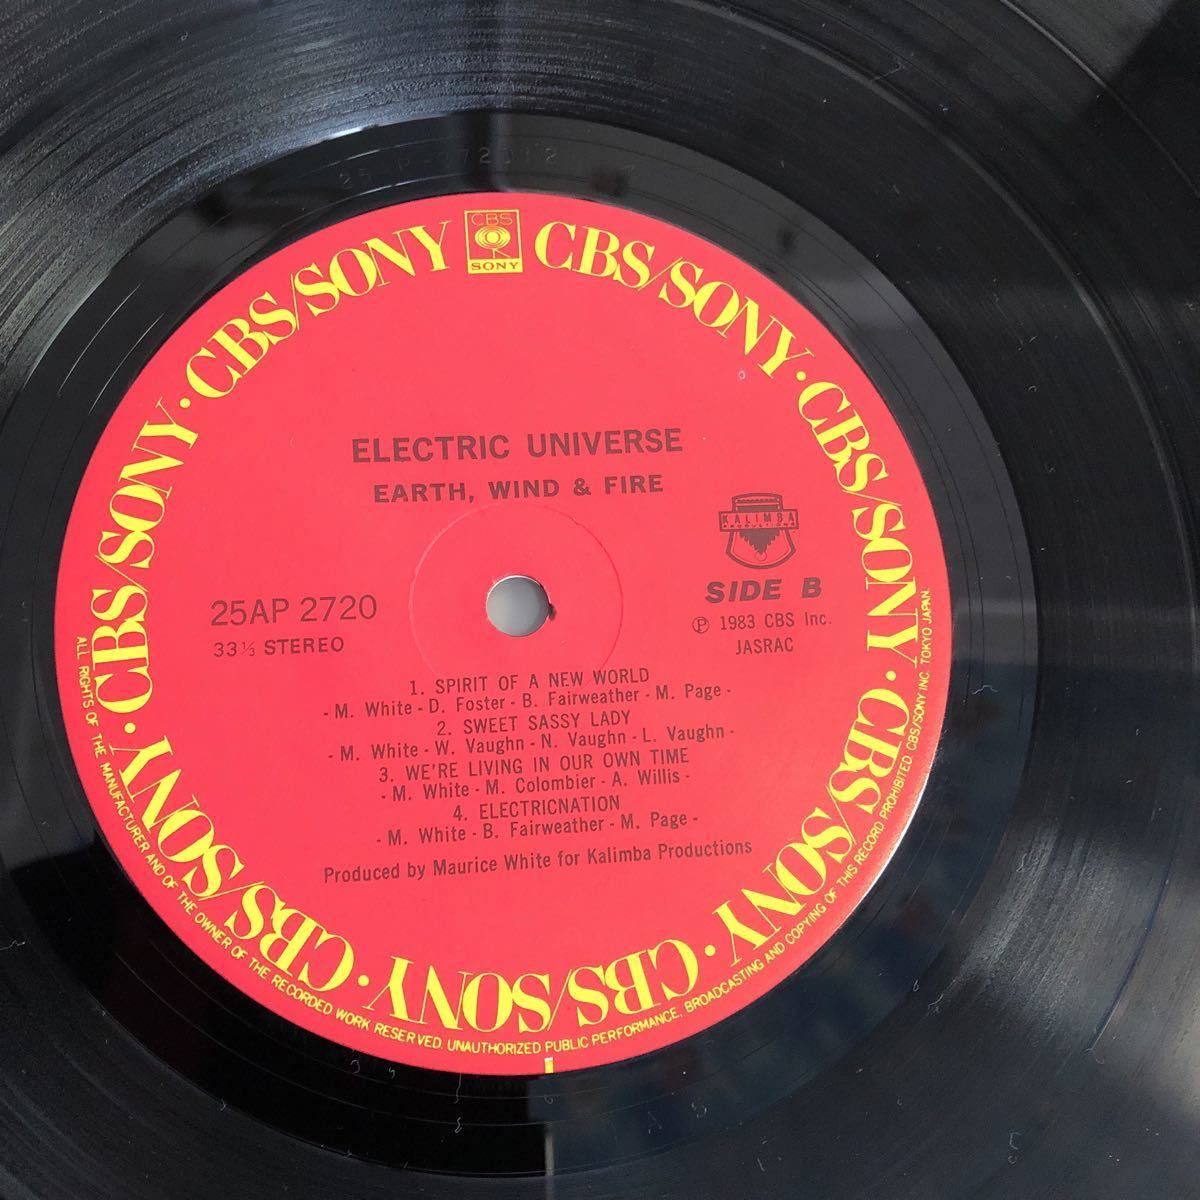 CBS
SONY
CBS/SONY · CBS/SONY · CBS/SONY · CBS/SONY · CBS/SONY · CBS/SONY · CBS/SONY · CBS/SONY · CBS/SONY
ELECTRIC UNIVERSE
EARTH, WIND & FIRE
KALIMBA
PRODUCTIONS
SIDE B
25AP 2720
33⅓ STEREO
Ⓟ 1983 CBS Inc.
JASRAC
1. SPIRIT OF A NEW WORLD
- M. White - D. Foster - B. Fairweather - M. Page -
2. SWEET SASSY LADY
- M. White - W. Vaughn - N. Vaughn - L. Vaughn -
3. WE'RE LIVING IN OUR OWN TIME
- M. White - M. Colombier - A. Willis -
4. ELECTRICNATION
- M. White - B. Fairweather - M. Page -
Produced by Maurice White for Kalimba Productions
ALL RIGHTS OF THE MANUFACTURER AND OF THE OWNER OF THE RECORDED WORK RESERVED. UNAUTHORIZED PUBLIC PERFORMANCE, BROADCASTING AND COPYING OF THIS RECORD PROHIBITED. CBS/SONY INC. TOKYO JAPAN.